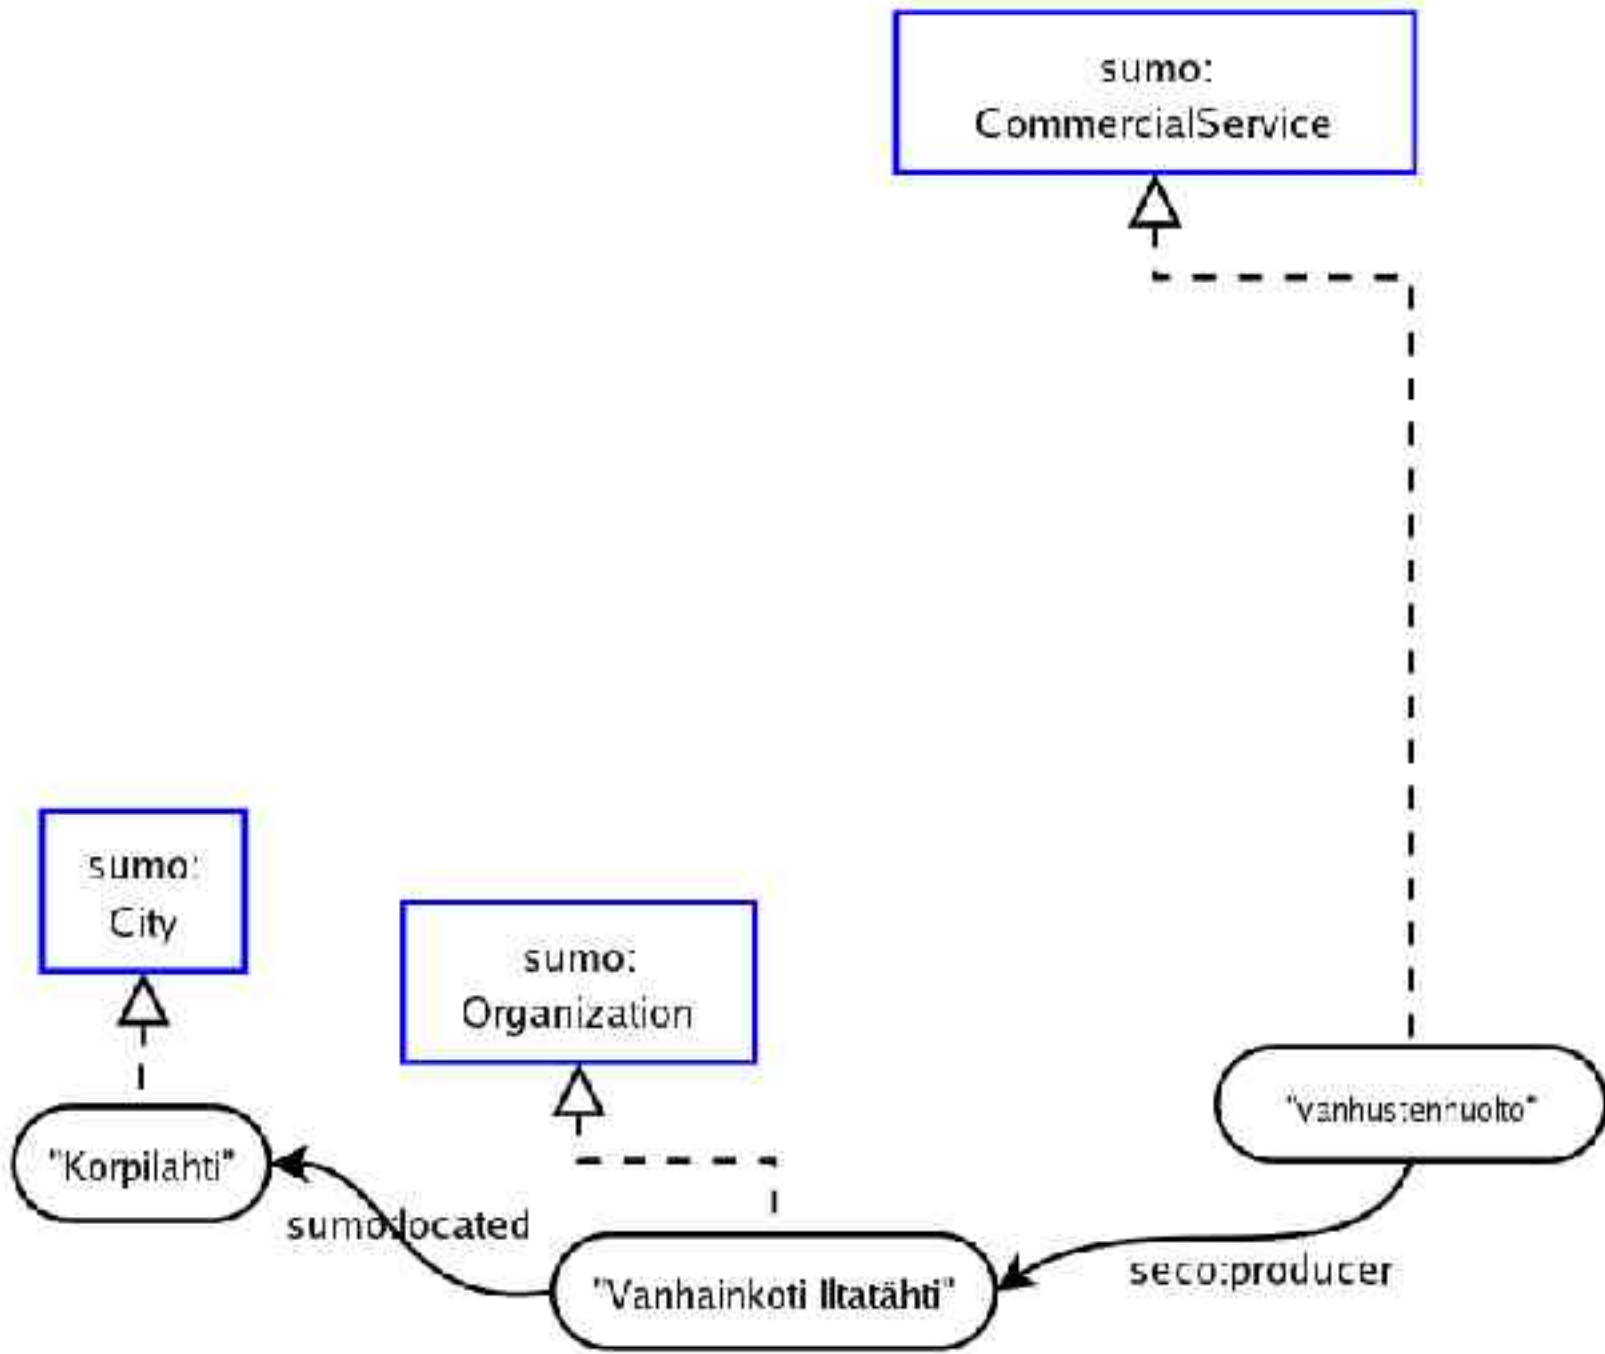 sumo:
CommercialService
sumo:
City
sumo:
Organization
"vanhustenhuolto"
"Korpilahti"
sumo:located
"Vanhainkoti Iltatähti"
seco:producer